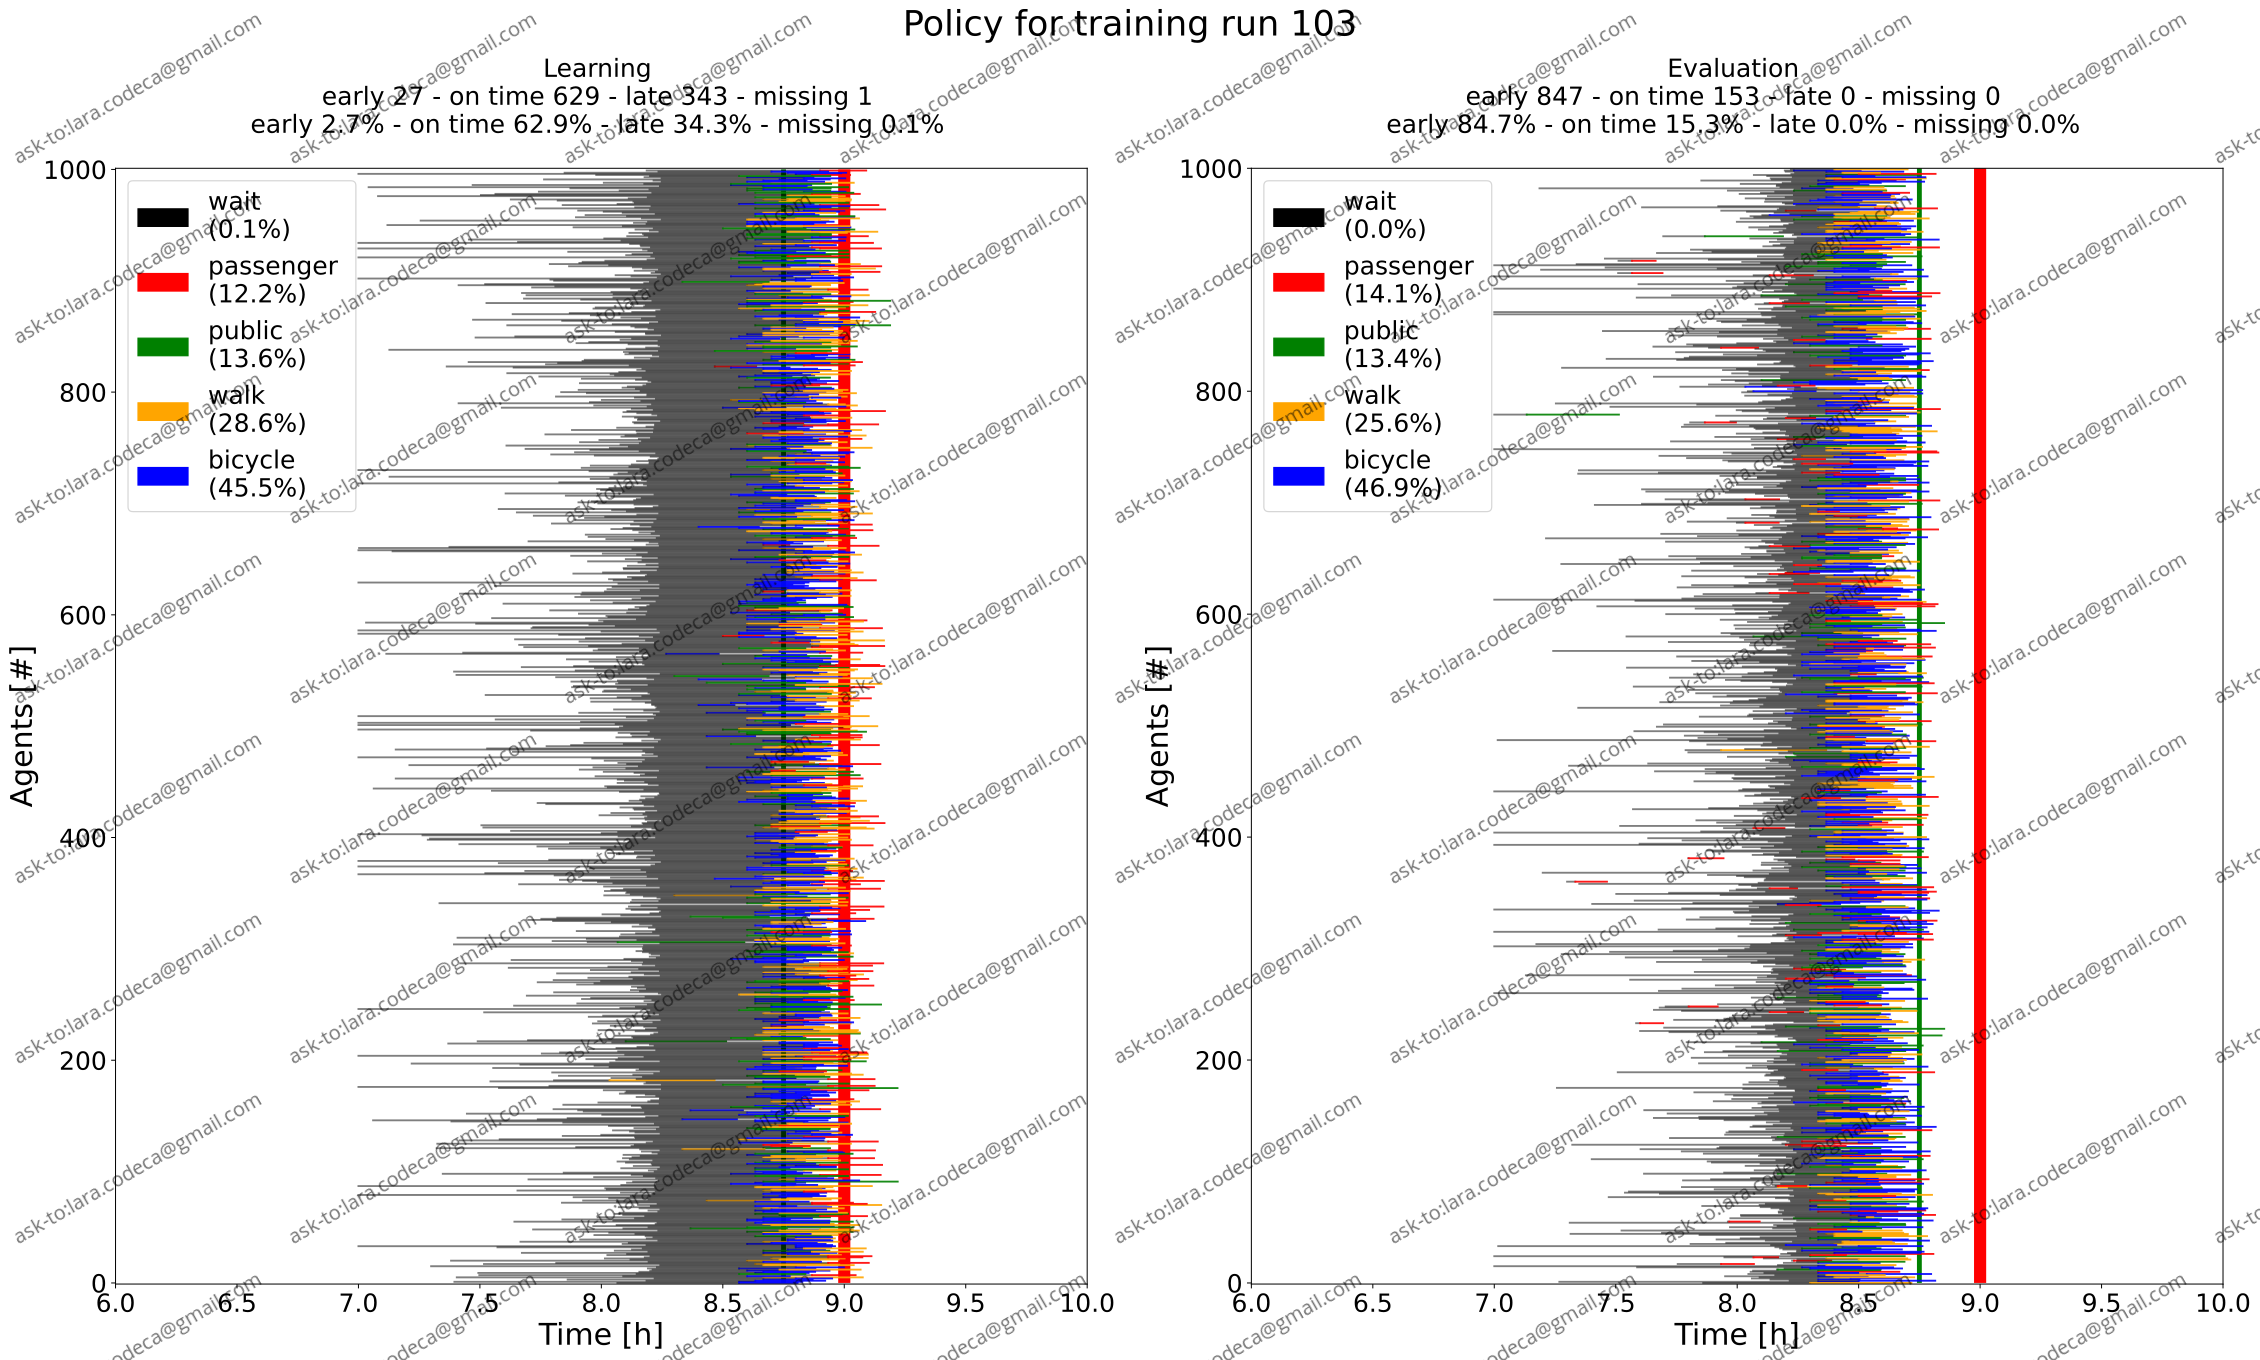 Policy for training run 103
Learning
early 27 - on time 629 - late 343 - missing 1
early 2.7% - on time 62.9% - late 34.3% - missing 0.1%
1000
800
600
400
200
0
Agents [#]
wait
(0.1%)
passenger
(12.2%)
public
(13.6%)
walk
(28.6%)
bicycle
(45.5%)
6.0 6.5 7.0 7.5 8.0 8.5 9.0 9.5 10.0
Time [h]
Evaluation
early 847 - on time 153 - late 0 - missing 0
early 84.7% - on time 15.3% - late 0.0% - missing 0.0%
1000
800
600
400
200
0
Agents [#]
wait
(0.0%)
passenger
(14.1%)
public
(13.4%)
walk
(25.6%)
bicycle
(46.9%)
6.0 6.5 7.0 7.5 8.0 8.5 9.0 9.5 10.0
Time [h]
ask-to:lara.codeca@gmail.com